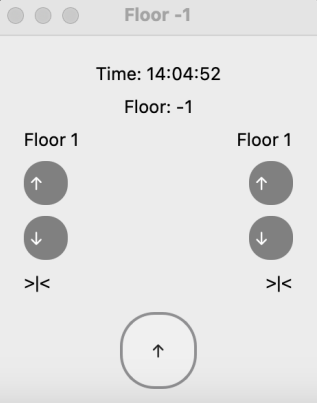 Floor -1
Time: 14:04:52
Floor: -1
Floor 1 Floor 1
↑ ↑
↓ ↓
>|< >|<
↑